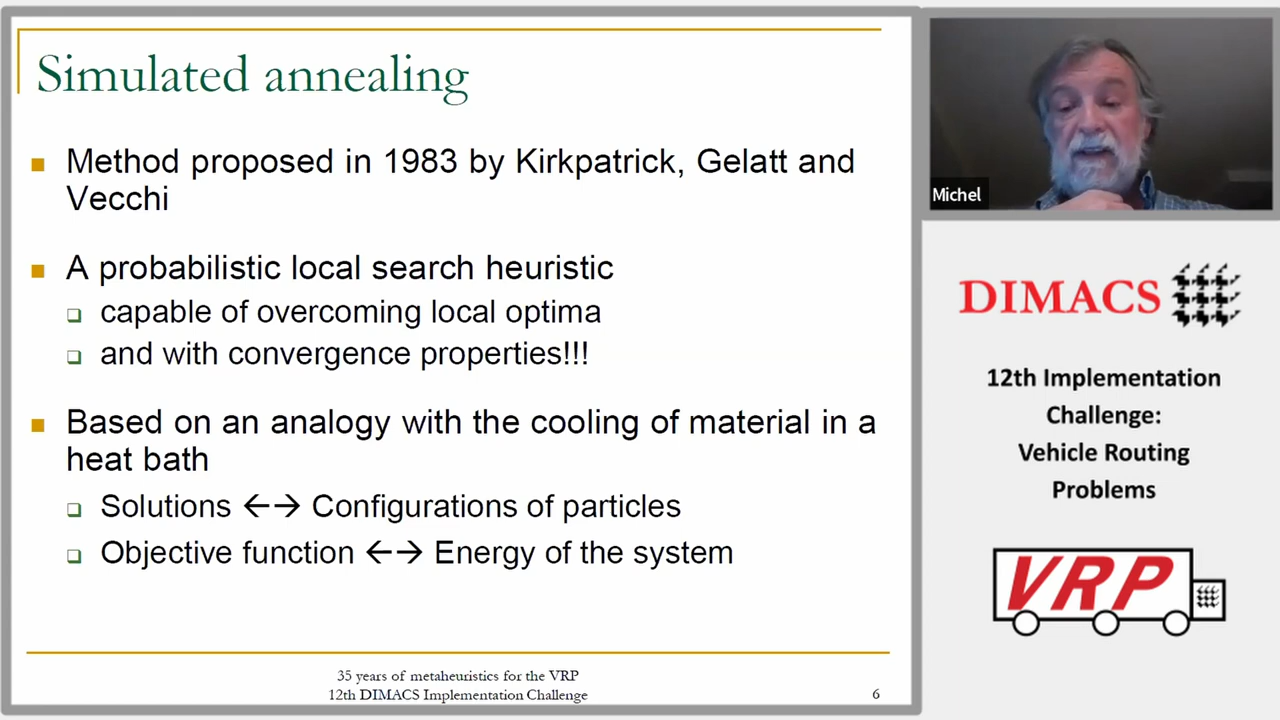 Simulated annealing
Method proposed in 1983 by Kirkpatrick, Gelatt and
Vecchi
A probabilistic local search heuristic
capable of overcoming local optima
and with convergence properties!!!
Based on an analogy with the cooling of material in a
heat bath
Solutions ←→ Configurations of particles
Objective function ←→ Energy of the system
35 years of metaheuristics for the VRP
12th DIMACS Implementation Challenge
6
Michel
DIMACS
12th Implementation
Challenge:
Vehicle Routing
Problems
VRP